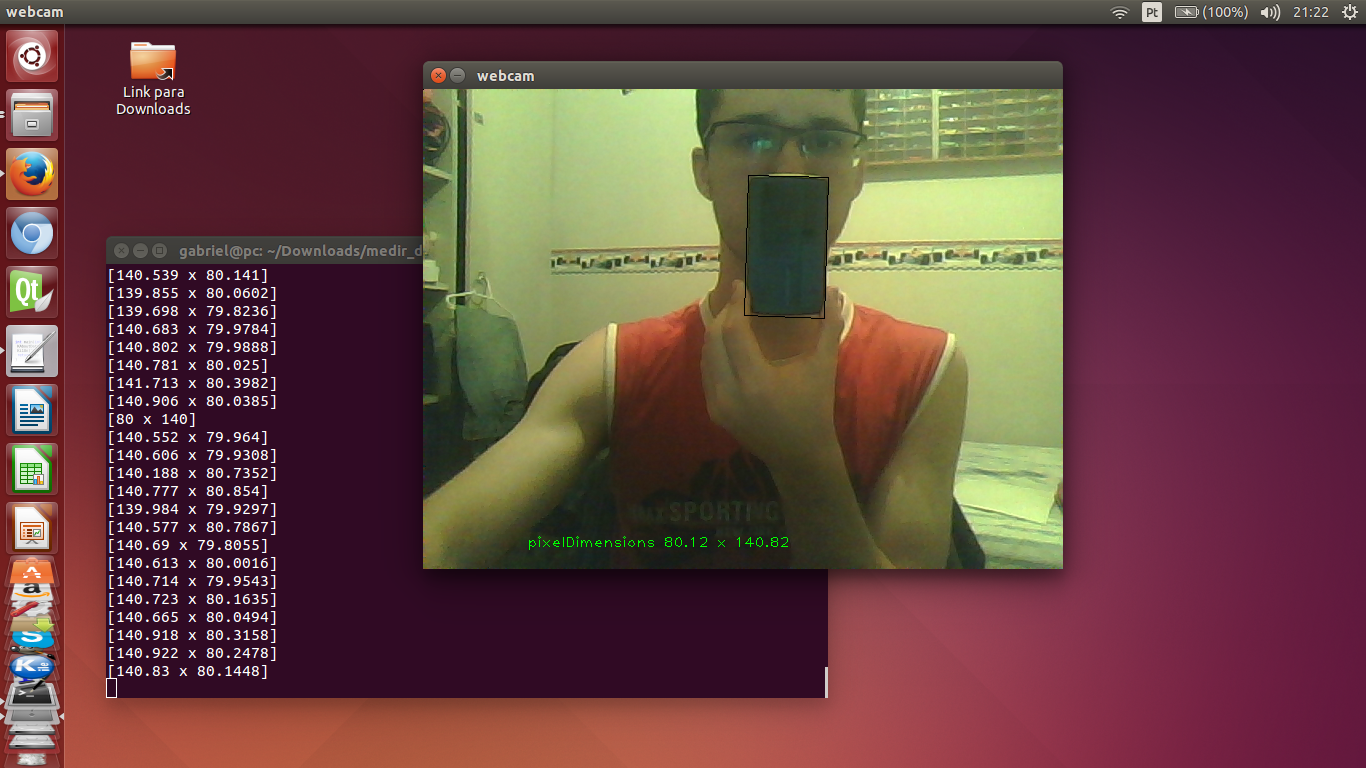 webcam
Pt
(100%)
21:22
Link para
Downloads
webcam
gabriel@pc: ~/Downloads/medir_d
[140.539 x 80.141]
[139.855 x 80.0602]
[139.698 x 79.8236]
[140.683 x 79.9784]
[140.802 x 79.9888]
[140.781 x 80.025]
[141.713 x 80.3982]
[140.906 x 80.0385]
[80 x 140]
[140.552 x 79.964]
[140.606 x 79.9308]
[140.188 x 80.7352]
[140.777 x 80.854]
[139.984 x 79.9297]
[140.577 x 80.7867]
[140.69 x 79.8055]
[140.613 x 80.0016]
[140.714 x 79.9543]
[140.723 x 80.1635]
[140.665 x 80.0494]
[140.918 x 80.3158]
[140.922 x 80.2478]
[140.83 x 80.1448]
SPORTING
pixelDimensions 80.12 x 140.82
Qt
a
S
K